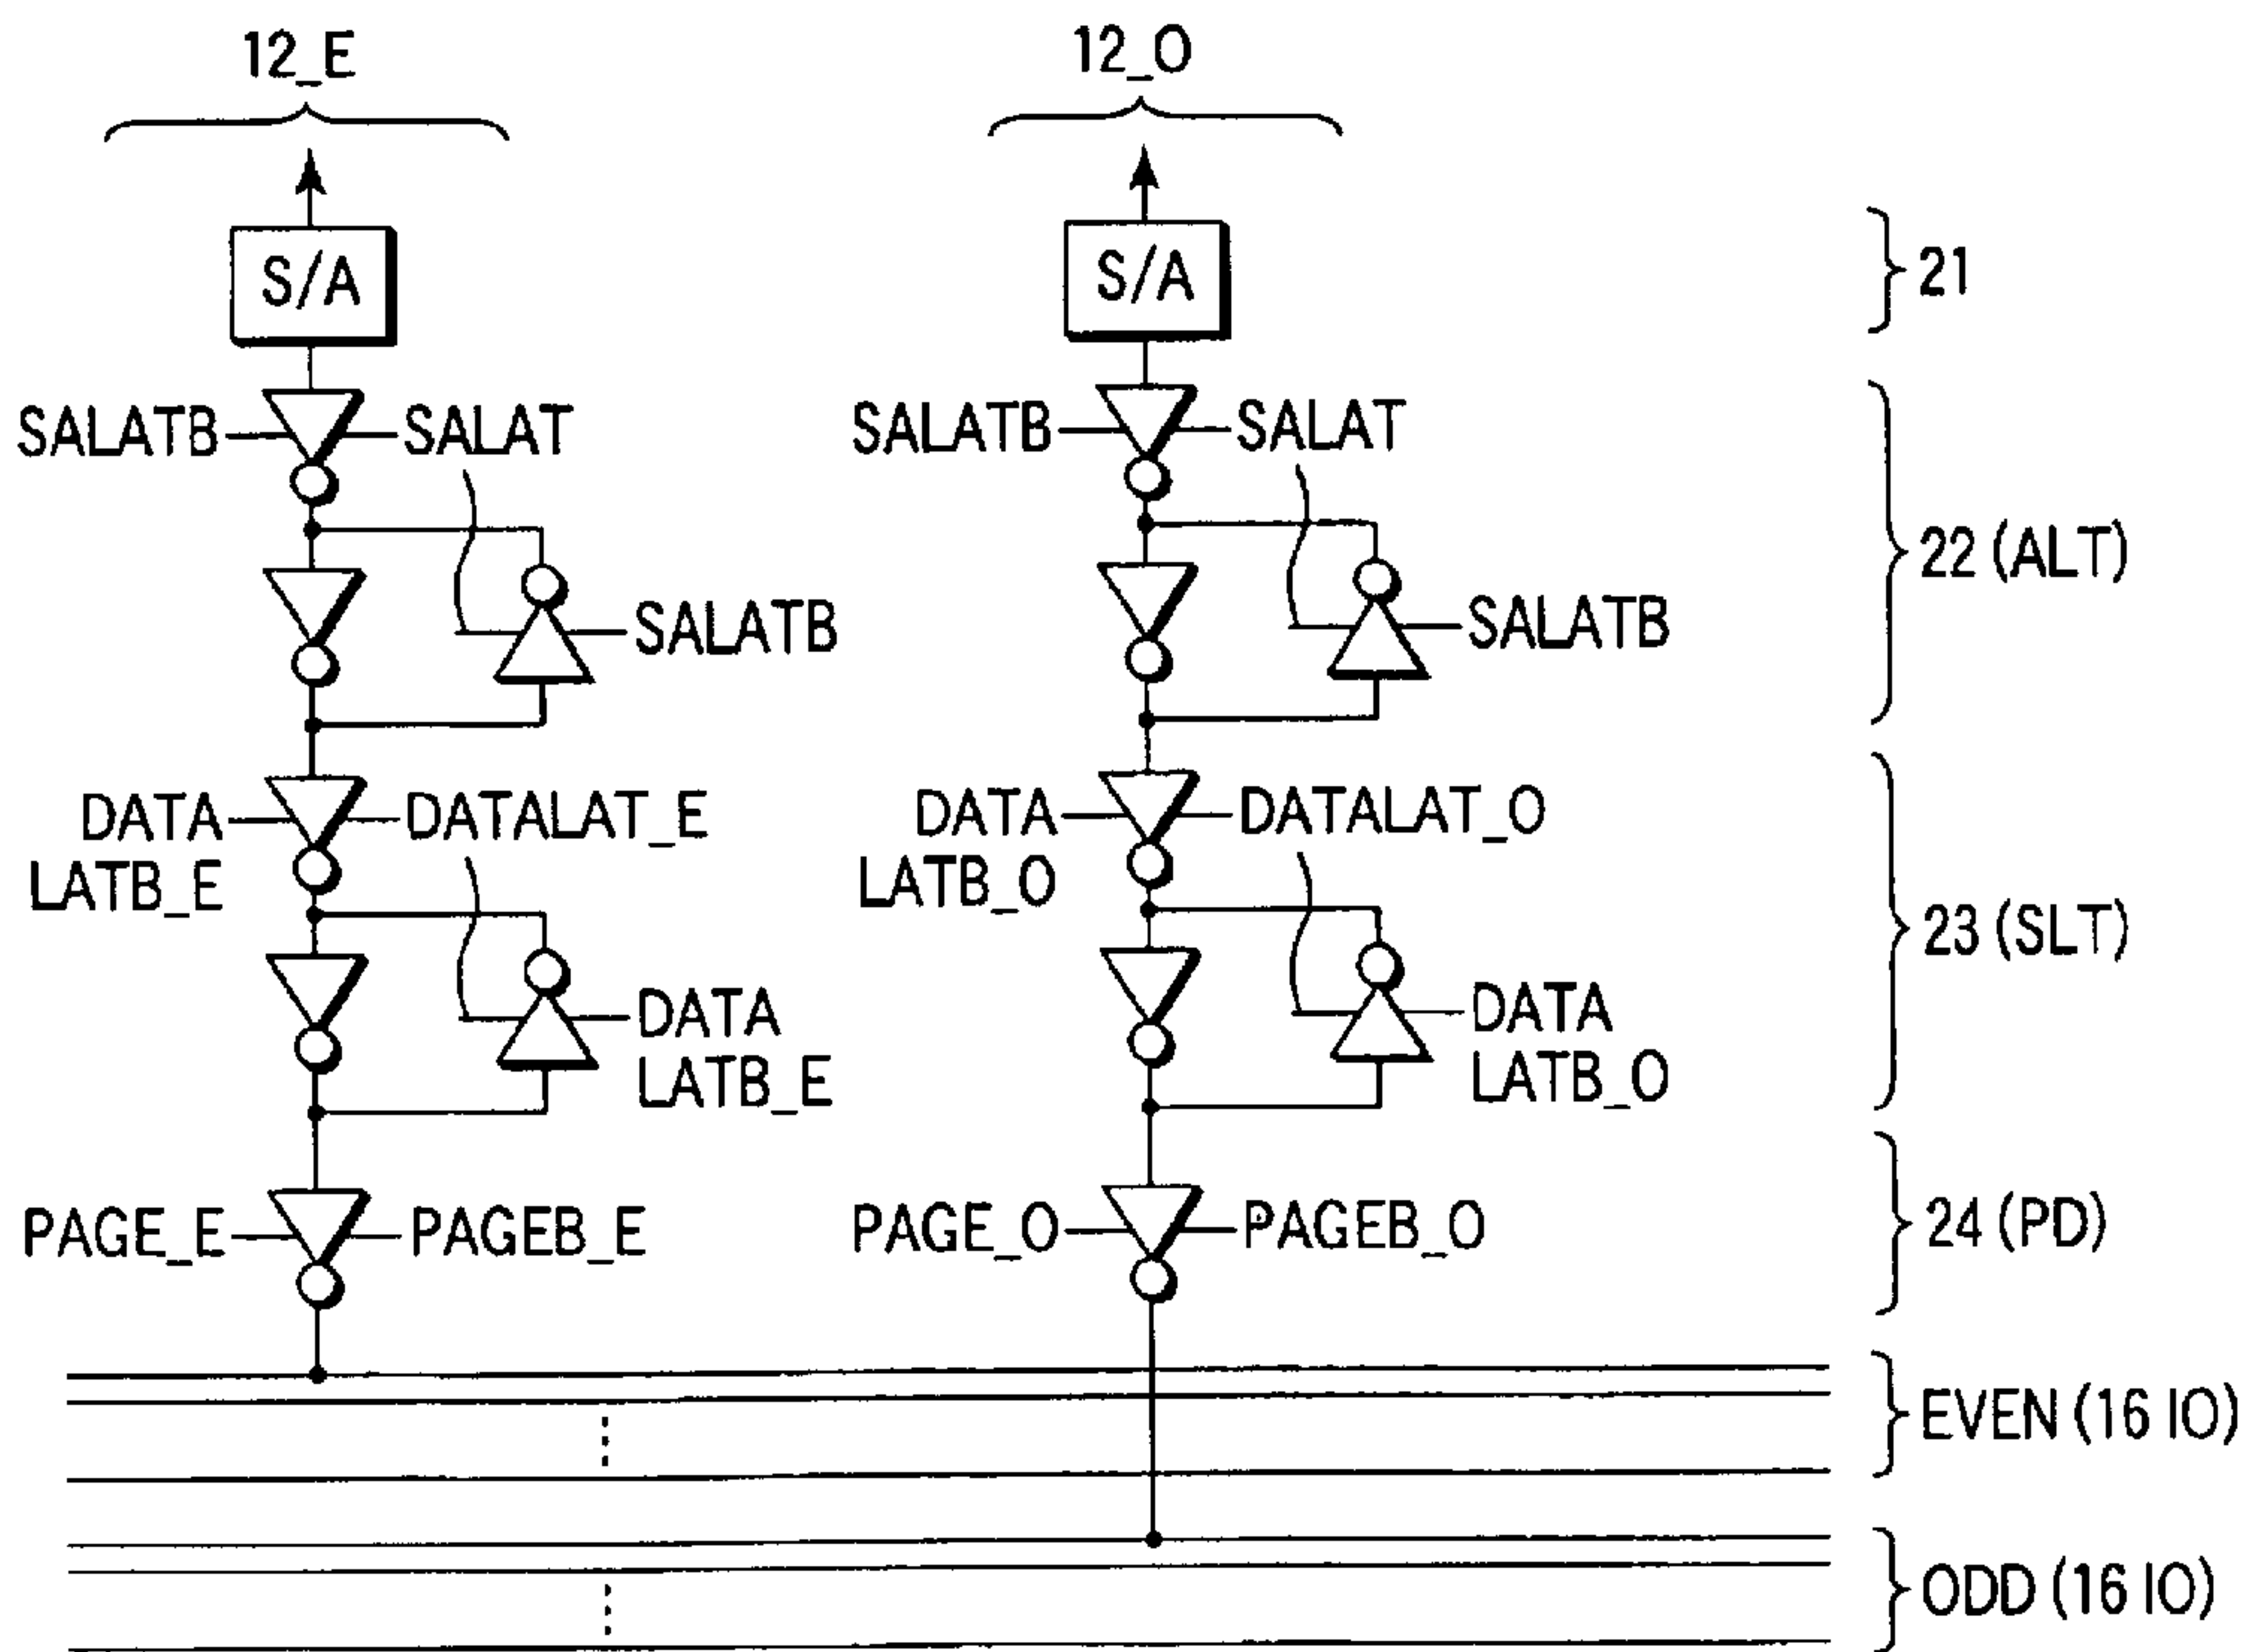 12_E
12_O
S/A
S/A
21
SALATB
SALAT
SALATB
SALAT
22 (ALT)
SALATB
SALATB
DATA
LATB_E
DATALAT_E
DATA
LATB_O
DATALAT_O
23 (SLT)
DATA
LATB_E
DATA
LATB_O
PAGE_E
PAGEB_E
PAGE_O
PAGEB_O
24 (PD)
EVEN (16 IO)
ODD (16 IO)